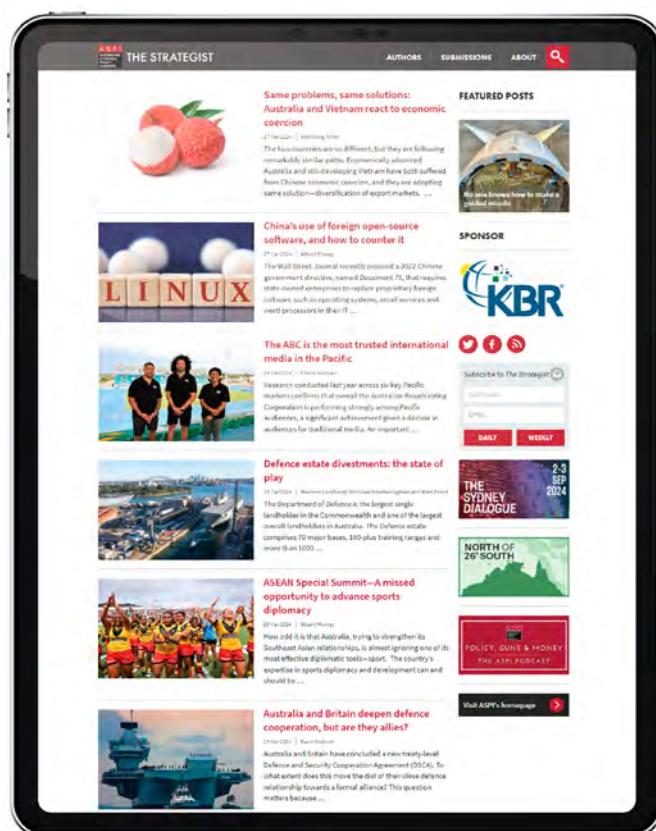 A S P I
THE STRATEGIST
AUTHORS
SUBMISSIONS
ABOUT
Same problems, same solutions:
Australia and Vietnam react to economic
coercion
The two countries are so different, but they are following
remarkably similar paths. Economically advanced
Australia and still-developing Vietnam have both suffered
from Chinese economic coercion, and they are adopting
same solution—diversification of export markets. …
LINUX
China's use of foreign open-source
software, and how to counter it
The Wall Street Journal recently exposed a 2022 Chinese
government directive, named Document 79, that requires
state-owned enterprises to replace proprietary foreign
software such as operating systems, email services and
word processors in their IT …
The ABC is the most trusted international
media in the Pacific
Research conducted last year across six key Pacific
markets confirms that overall the Australian Broadcasting
Corporation is performing strongly among Pacific
audiences, a significant achievement given a decline in
audiences for traditional media. An important …
Defence estate divestments: the state of
play
The Department of Defence is the largest single
landholder in the Commonwealth and one of the largest
overall landholders in Australia. The Defence estate
comprises 70 major bases, 100-plus training ranges and
more than 1000 …
ASEAN Special Summit—A missed
opportunity to advance sports
diplomacy
How odd it is that Australia, trying to strengthen its
Southeast Asian relationships, is almost ignoring one of its
most effective diplomatic tools—sport. The country's
expertise in sports diplomacy and development can and
should be …
Australia and Britain deepen defence
cooperation, but are they allies?
Australia and Britain have concluded a new treaty-level
Defence and Security Cooperation Agreement (DSCA). To
what extent does this move the dial of their close defence
relationship towards a formal alliance? This question
matters because …
FEATURED POSTS
No one knows how to make a
guided missile
SPONSOR
KBR
Subscribe to The Strategist
DAILY
WEEKLY
THE
SYDNEY
DIALOGUE
2-3
SEP
2024
NORTH OF
26° SOUTH
POLICY, GUNS & MONEY
THE ASPI PODCAST
Visit ASPI's homepage